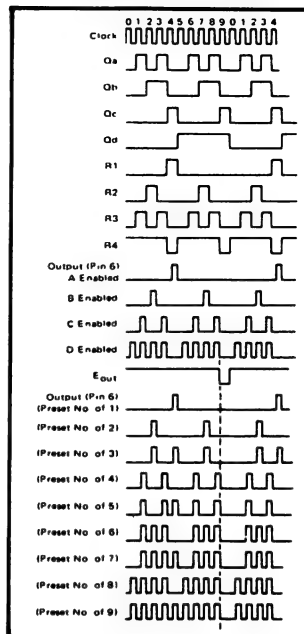 0 1 2 3 4 5 6 7 8 9 0 1 2 3 4
Clock
Qa
Qb
Qc
Qd
R1
R2
R3
R4
Output (Pin 6)
A Enabled
B Enabled
C Enabled
D Enabled
Eout
Output (Pin 6)
(Preset No of 1)
(Preset No of 2)
(Preset No of 3)
(Preset No of 4)
(Preset No of 5)
(Preset No of 6)
(Preset No of 7)
(Preset No of 8)
(Preset No of 9)